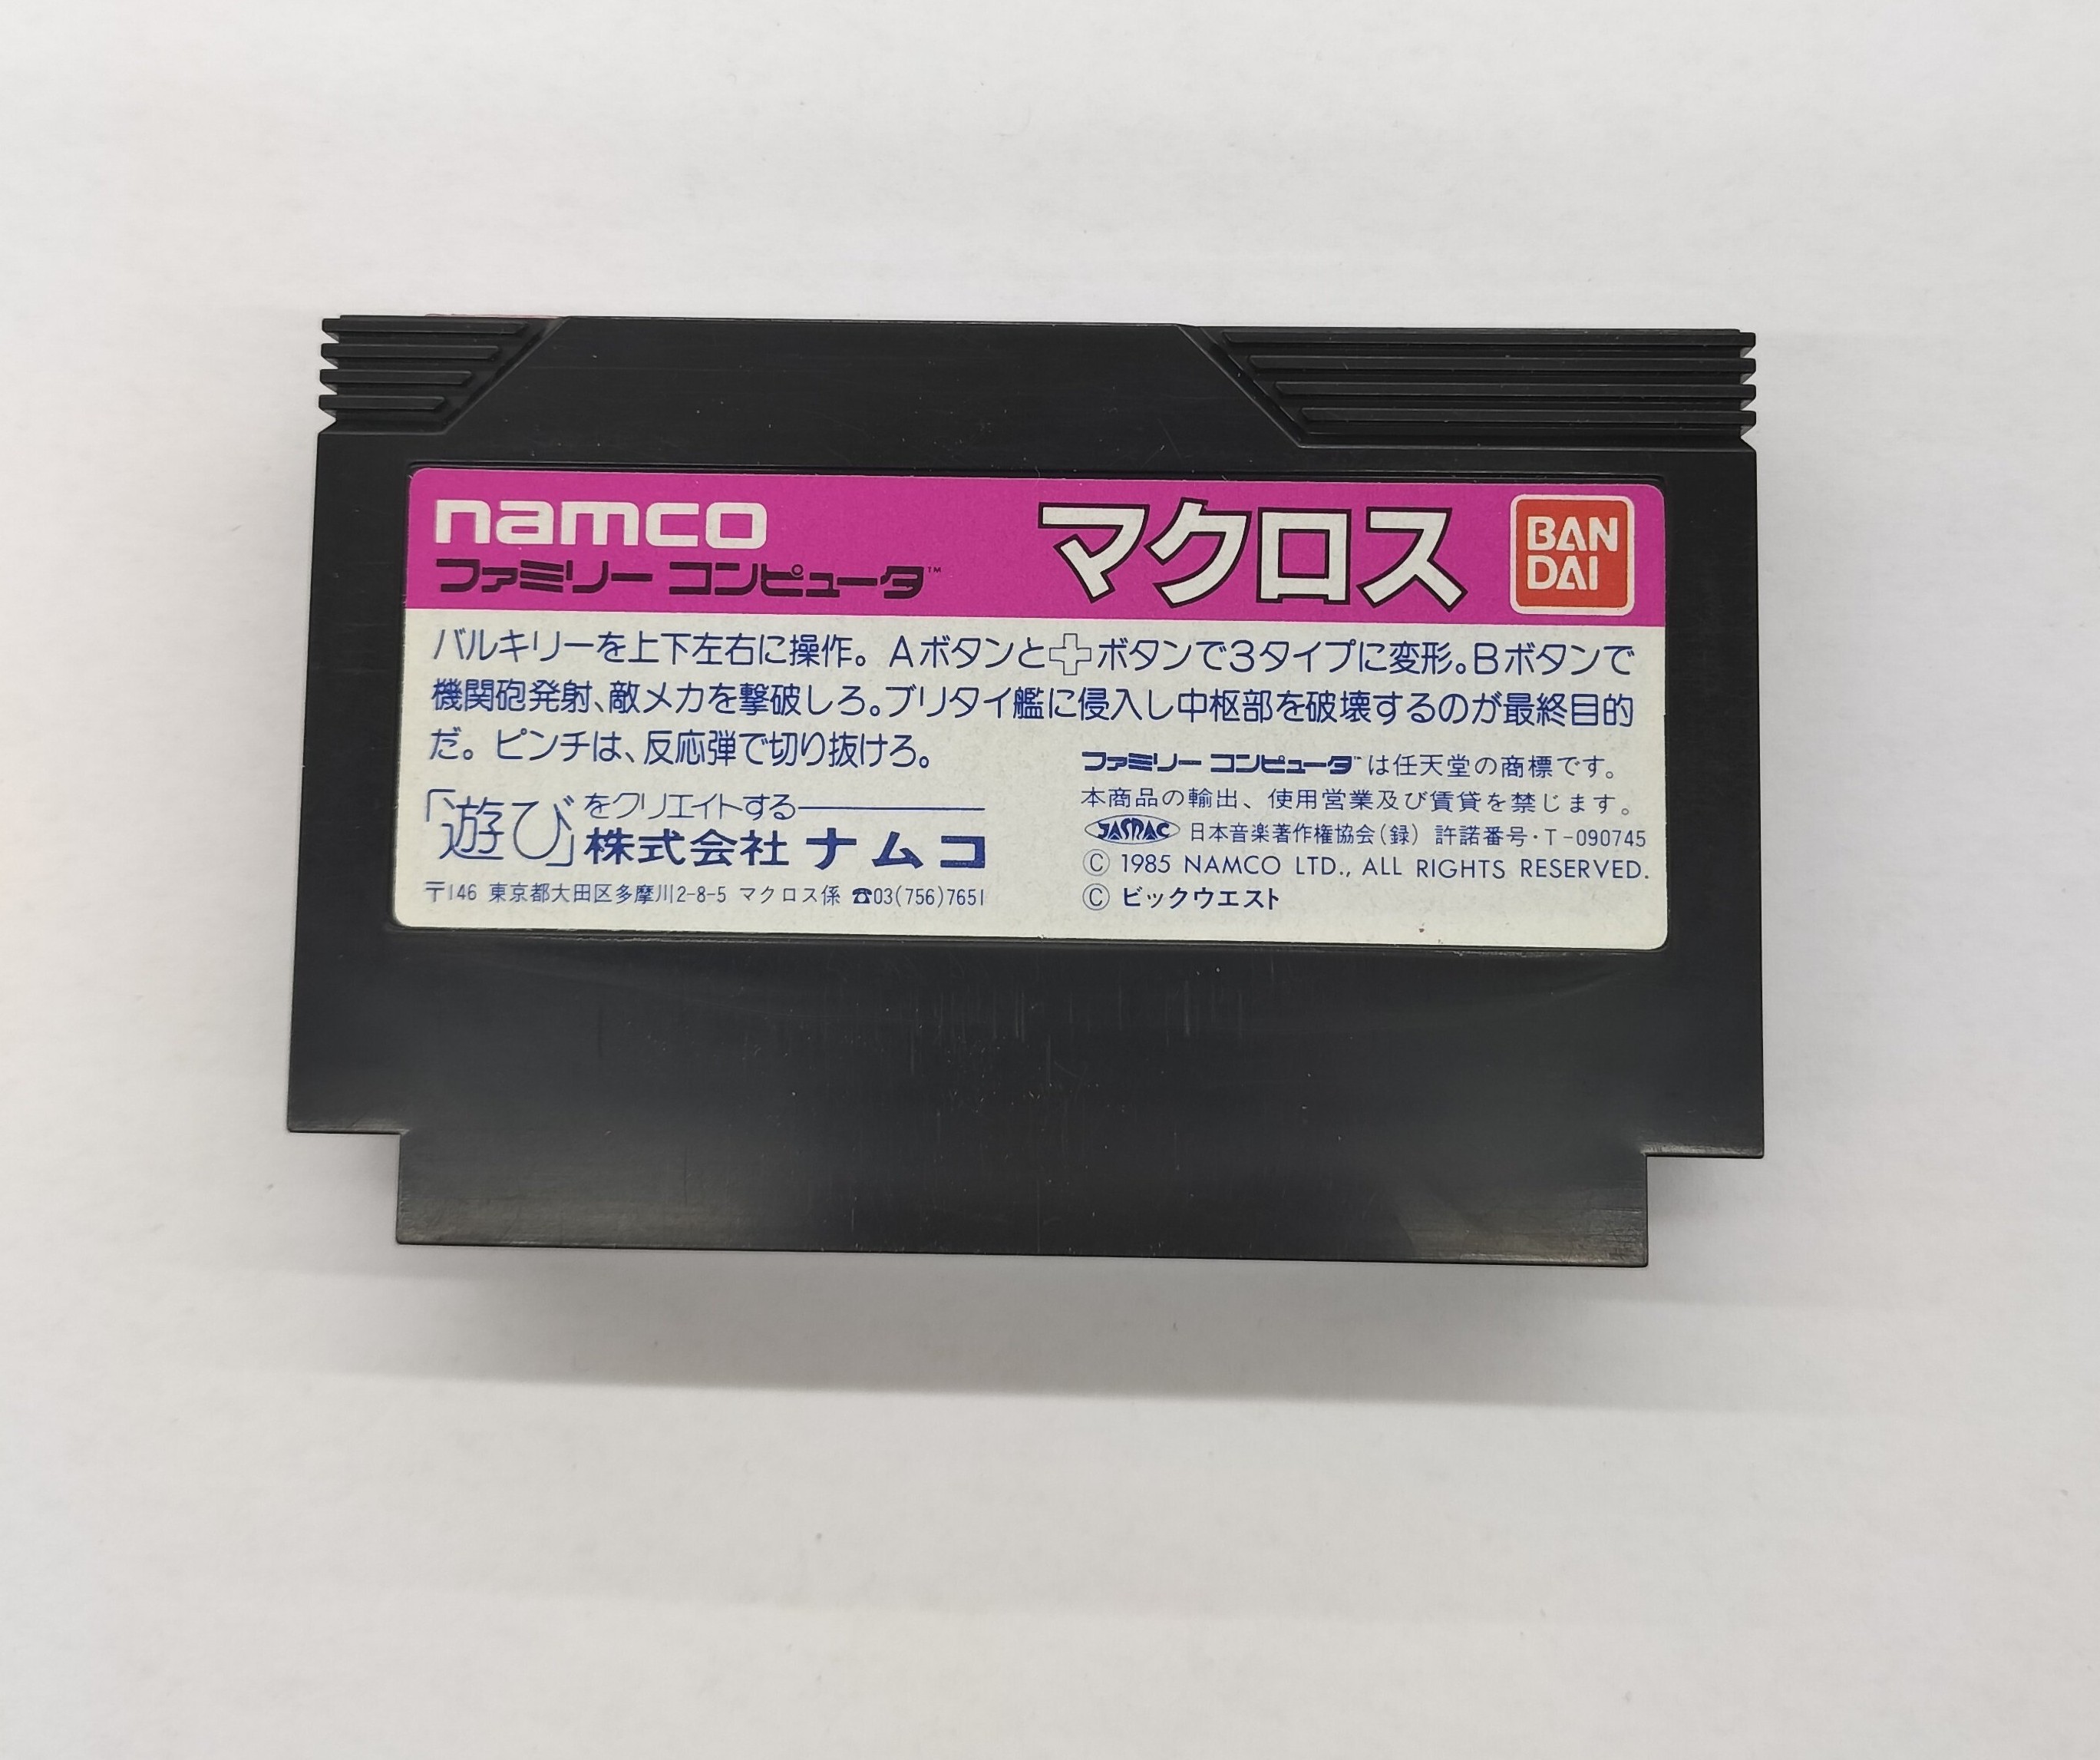 namco
ファミリー コンピュータ™
マクロス
BAN
DAI
バルキリーを上下左右に操作。Aボタンと✚ボタンで3タイプに変形。Bボタンで
機関砲発射、敵メカを撃破しろ。ブリタイ艦に侵入し中枢部を破壊するのが最終目的
だ。ピンチは、反応弾で切り抜けろ。
「遊び」をクリエイトする
株式会社 ナムコ
〒146 東京都大田区多摩川2-8-5 マクロス係 ☎03(756)7651
ファミリー コンピュータ™は任天堂の商標です。
本商品の輸出、使用営業及び賃貸を禁じます。
JASRAC 日本音楽著作権協会(録) 許諾番号・T-090745
© 1985 NAMCO LTD., ALL RIGHTS RESERVED.
© ビックウエスト